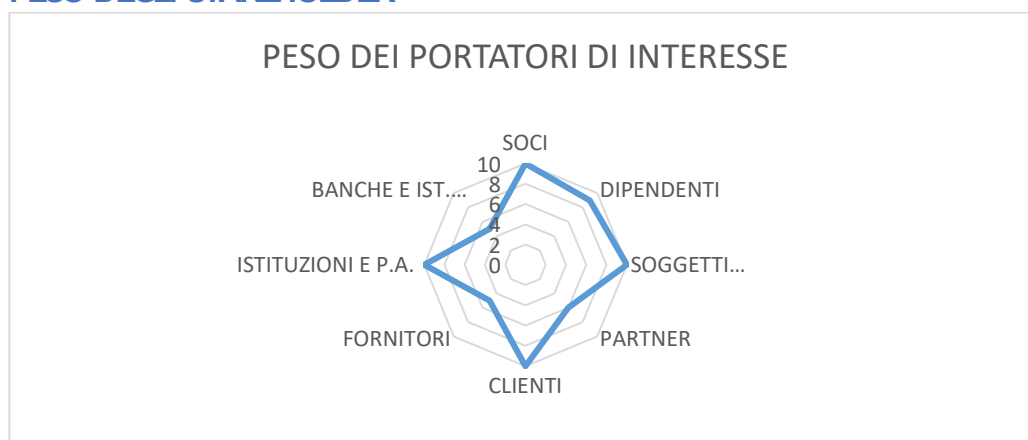 PESO DEI PORTATORI DI INTERESSE
SOCI
10
BANCHE E IST.... 8 DIPENDENTI
6
4
2
ISTITUZIONI E P.A. 0 SOGGETTI...
FORNITORI PARTNER
CLIENTI